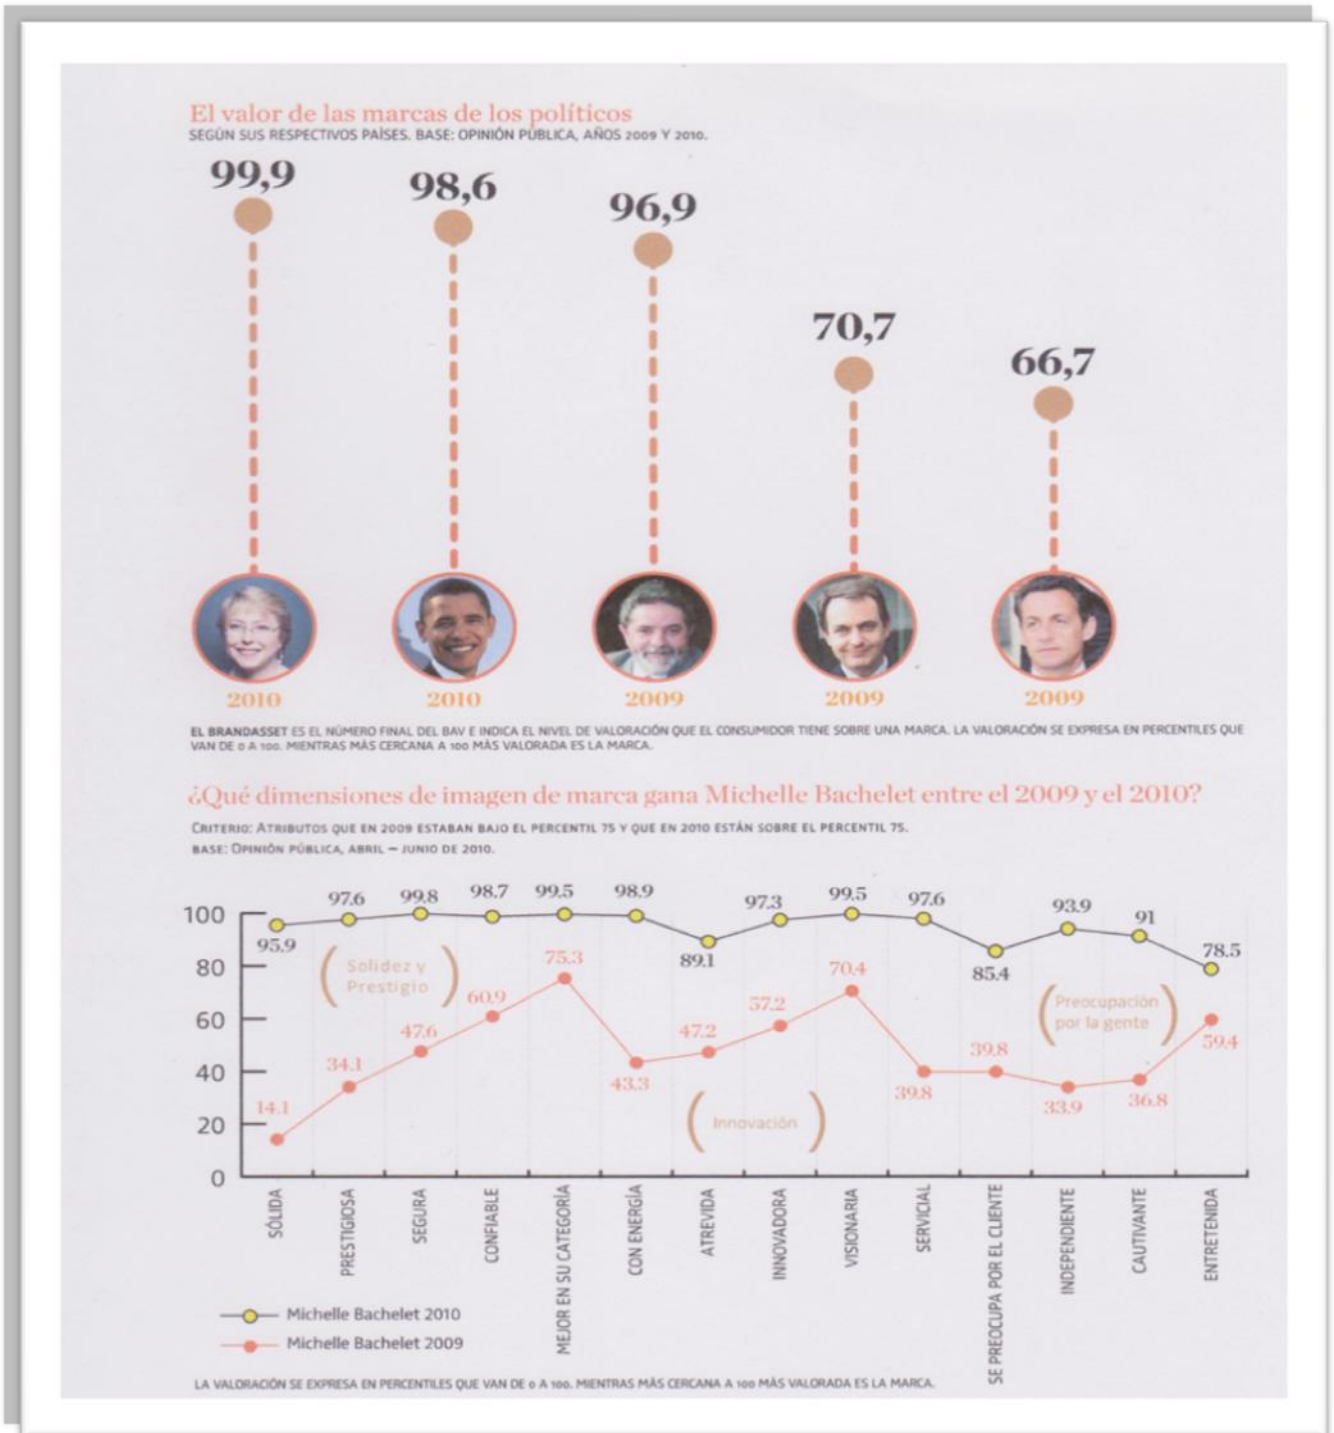 El valor de las marcas de los políticos
SEGÚN SUS RESPECTIVOS PAÍSES. BASE: OPINIÓN PÚBLICA, AÑOS 2009 Y 2010.
99,9
98,6
96,9
70,7
66,7
2010
2010
2009
2009
2009
EL BRANDASSET ES EL NÚMERO FINAL DEL BAV E INDICA EL NIVEL DE VALORACIÓN QUE EL CONSUMIDOR TIENE SOBRE UNA MARCA. LA VALORACIÓN SE EXPRESA EN PERCENTILES QUE
VAN DE 0 A 100. MIENTRAS MÁS CERCANA A 100 MÁS VALORADA ES LA MARCA.
¿Qué dimensiones de imagen de marca gana Michelle Bachelet entre el 2009 y el 2010?
CRITERIO: ATRIBUTOS QUE EN 2009 ESTABAN BAJO EL PERCENTIL 75 Y QUE EN 2010 ESTÁN SOBRE EL PERCENTIL 75.
BASE: OPINIÓN PÚBLICA, ABRIL – JUNIO DE 2010.
100
80
60
40
20
0
95.9
97.6
99.8
98.7
99.5
98.9
89.1
97.3
99.5
97.6
85.4
93.9
91
78.5
14.1
34.1
47.6
60.9
75.3
43.3
47.2
57.2
70.4
39.8
39.8
33.9
36.8
59.4
Solidez y
Prestigio
Innovación
Preocupación
por la gente
SÓLIDA
PRESTIGIOSA
SEGURA
CONFIABLE
MEJOR EN SU CATEGORÍA
CON ENERGÍA
ATREVIDA
INNOVADORA
VISIONARIA
SERVICIAL
SE PREOCUPA POR EL CLIENTE
INDEPENDIENTE
CAUTIVANTE
ENTRETENIDA
Michelle Bachelet 2010
Michelle Bachelet 2009
LA VALORACIÓN SE EXPRESA EN PERCENTILES QUE VAN DE 0 A 100. MIENTRAS MÁS CERCANA A 100 MÁS VALORADA ES LA MARCA.